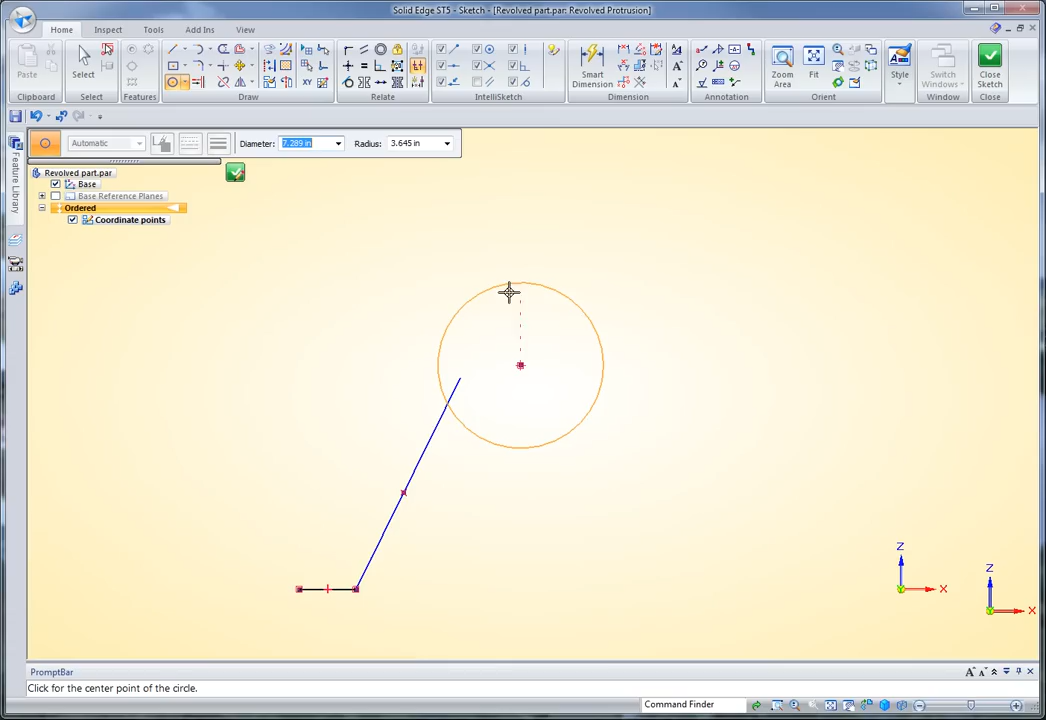 Solid Edge ST5 - Sketch - [Revolved part.par: Revolved Protrusion]
Home Inspect Tools Add Ins View
Paste Select Smart Dimension Zoom Area Fit Style Switch Windows Close Sketch
Clipboard Select Features Draw Relate IntelliSketch Dimension Annotation Orient Window Close
Automatic Diameter: 7.289 in Radius: 3.645 in
Feature Library
Revolved part.par
Base
Base Reference Planes
Ordered
Coordinate points
Z
X
Z
X
PromptBar
Click for the center point of the circle.
Command Finder